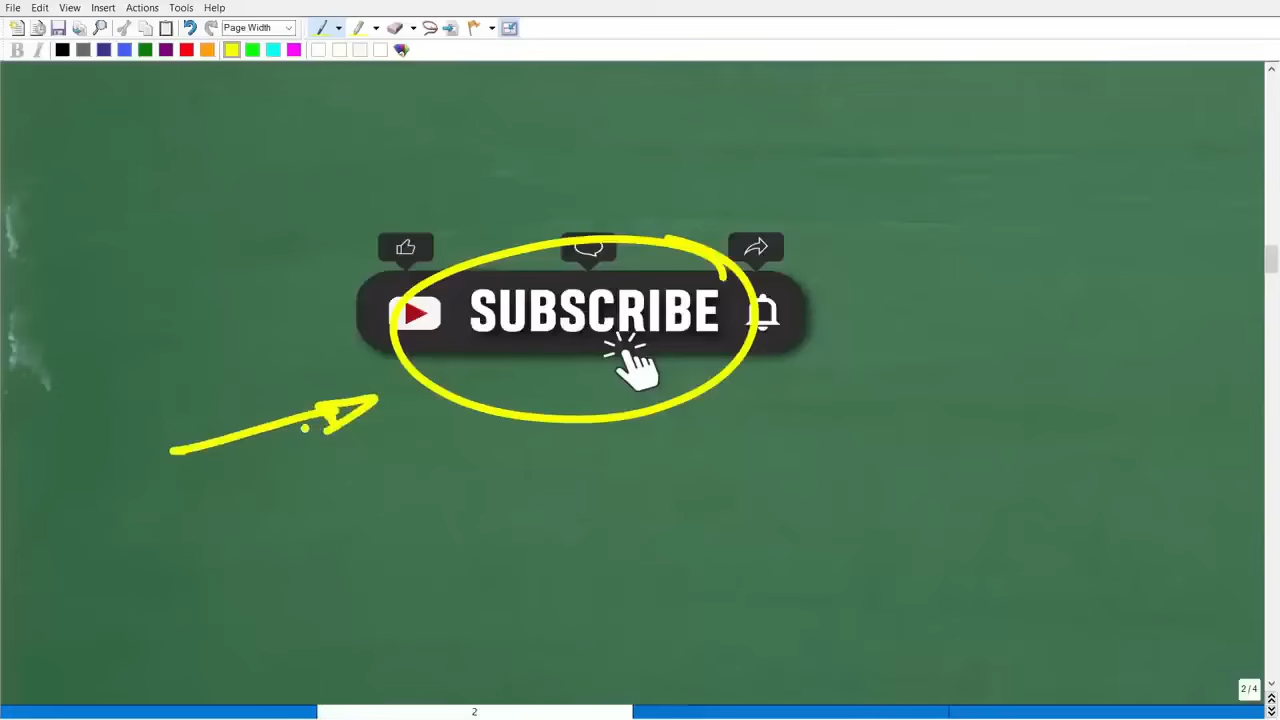 File Edit View Insert Actions Tools Help
Page Width
B I
SUBSCRIBE
2/4
2